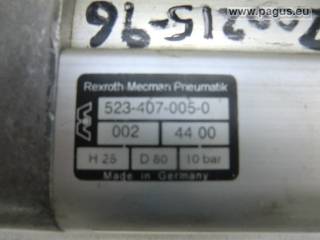 © www.pagus.eu
215-96
Rexroth Mecman Pneumatik
523-407-005-0
002 44 00
H 25 D 80 10 bar
Made in Germany